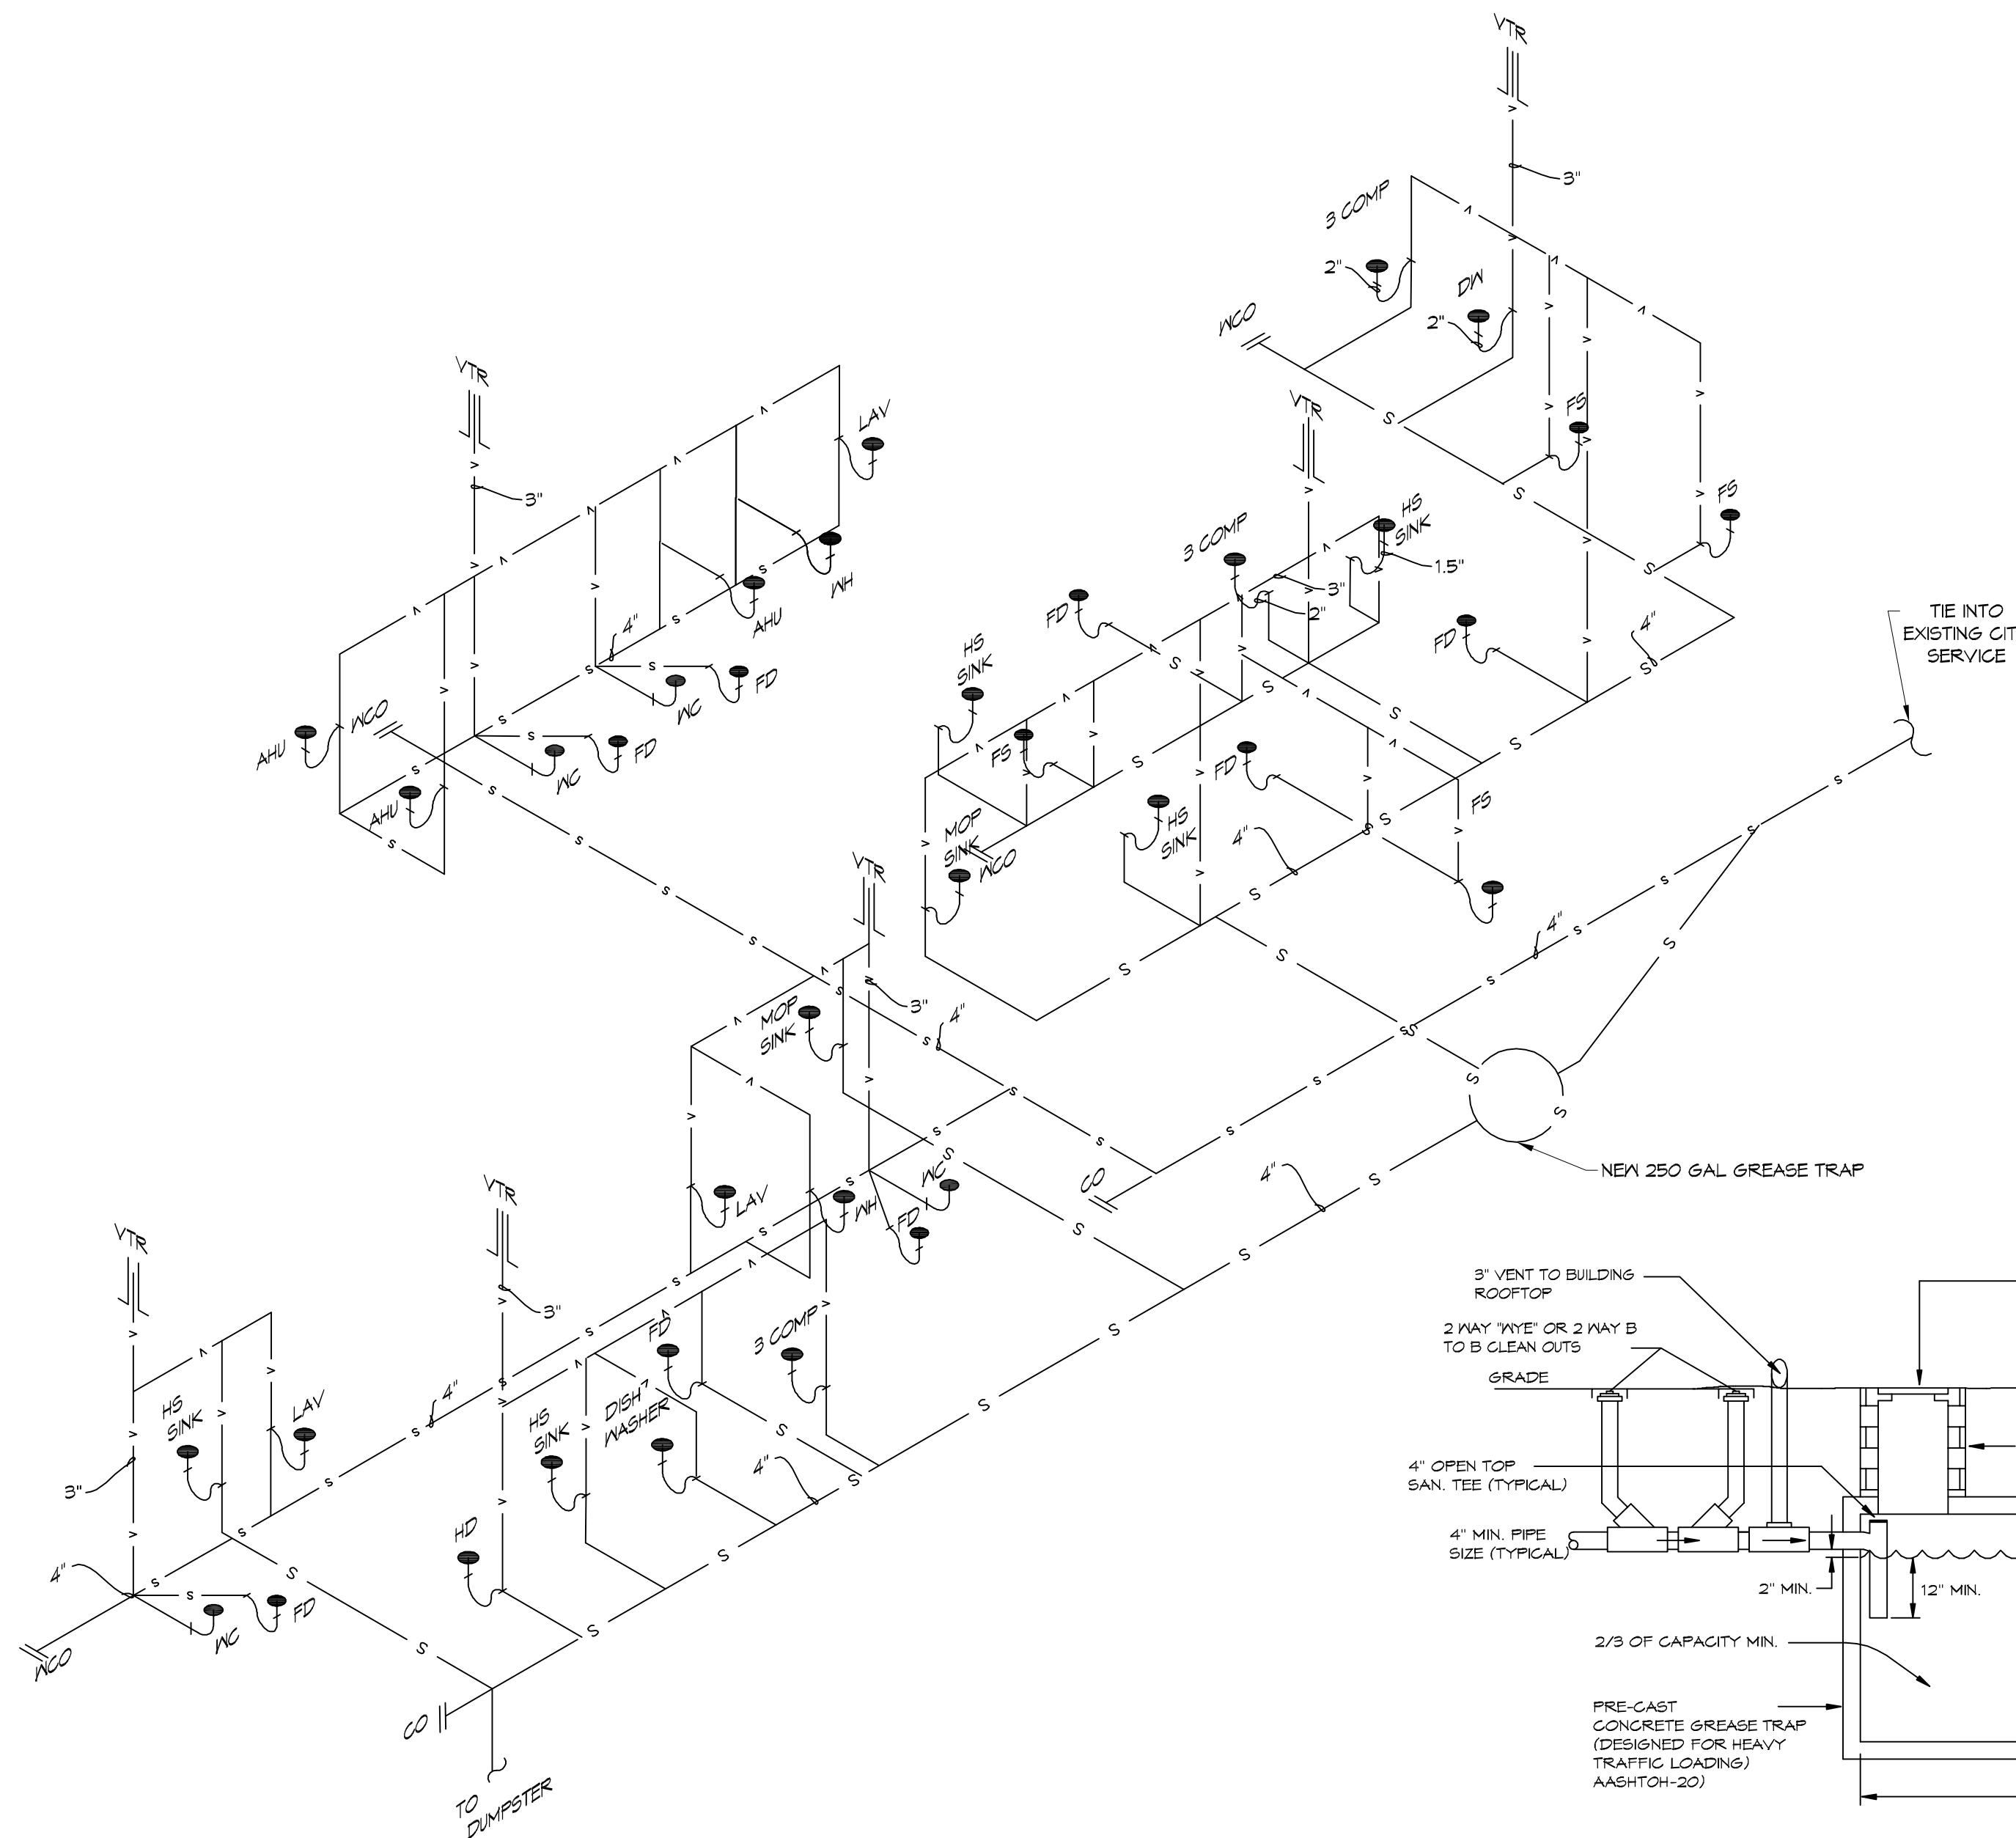 VTR
3"
3 COMP
2"
DW
2"
WCO
FS
FS
VTR
LAV
3"
WH
AHU
4"
FD
WC
VTR
HS
SINK
1.5"
3 COMP
3"
2"
FD
FD
4"
HS
SINK
FS
FD
FS
MOP
SINK
WCO
HS
SINK
4"
TIE INTO
EXISTING CIT
SERVICE
WCO
AHU
AHU
WC
FD
VTR
3"
MOP
SINK
4"
4"
LAV
WH
WC
FD
CO
4"
NEW 250 GAL GREASE TRAP
VTR
3"
VTR
HS
SINK
LAV
3"
4"
FD
3 COMP
HS
SINK
DISH
WASHER
4"
HD
4"
FD
WC
WCO
CO
TO
DUMPSTER
3" VENT TO BUILDING
ROOFTOP
2 WAY "WYE" OR 2 WAY B
TO B CLEAN OUTS
GRADE
4" OPEN TOP
SAN. TEE (TYPICAL)
4" MIN. PIPE
SIZE (TYPICAL)
2" MIN.
12" MIN.
2/3 OF CAPACITY MIN.
PRE-CAST
CONCRETE GREASE TRAP
(DESIGNED FOR HEAVY
TRAFFIC LOADING)
AASHTOH-20)